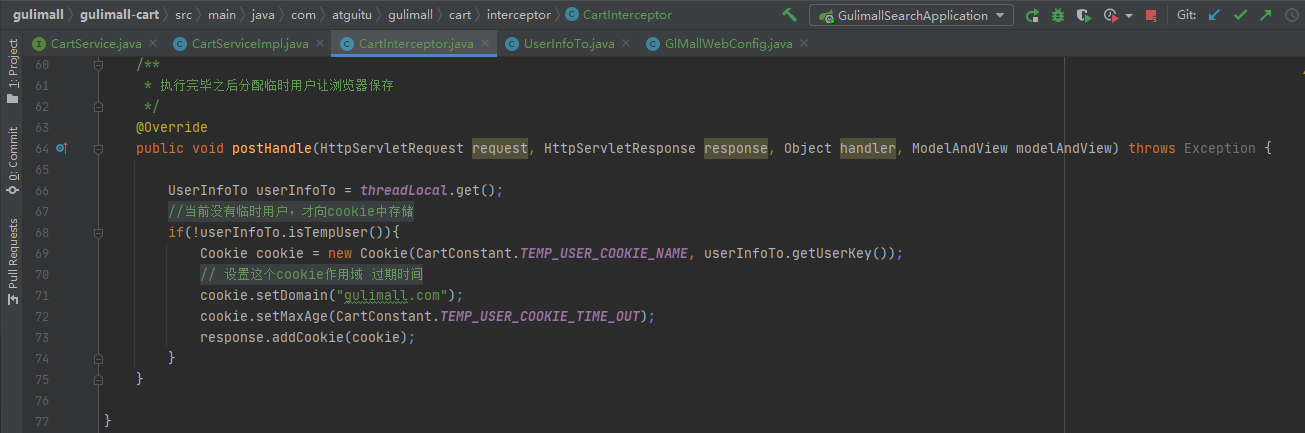 gulimall gulimall-cart src main java com atguitu gulimall cart interceptor CartInterceptor GulimallSearchApplication Git:
CartService.java CartServiceImpl.java CartInterceptor.java UserInfoTo.java GlMallWebConfig.java
1: Project
0: Commit
Pull Requests
60 /**
61 * 执行完毕之后分配临时用户让浏览器保存
62 */
63 @Override
64 public void postHandle(HttpServletRequest request, HttpServletResponse response, Object handler, ModelAndView modelAndView) throws Exception {
65
66 UserInfoTo userInfoTo = threadLocal.get();
67 //当前没有临时用户，才向cookie中存储
68 if(!userInfoTo.isTempUser()){
69 Cookie cookie = new Cookie(CartConstant.TEMP_USER_COOKIE_NAME, userInfoTo.getUserKey());
70 // 设置这个cookie作用域 过期时间
71 cookie.setDomain("gulimall.com");
72 cookie.setMaxAge(CartConstant.TEMP_USER_COOKIE_TIME_OUT);
73 response.addCookie(cookie);
74 }
75 }
76
77 }